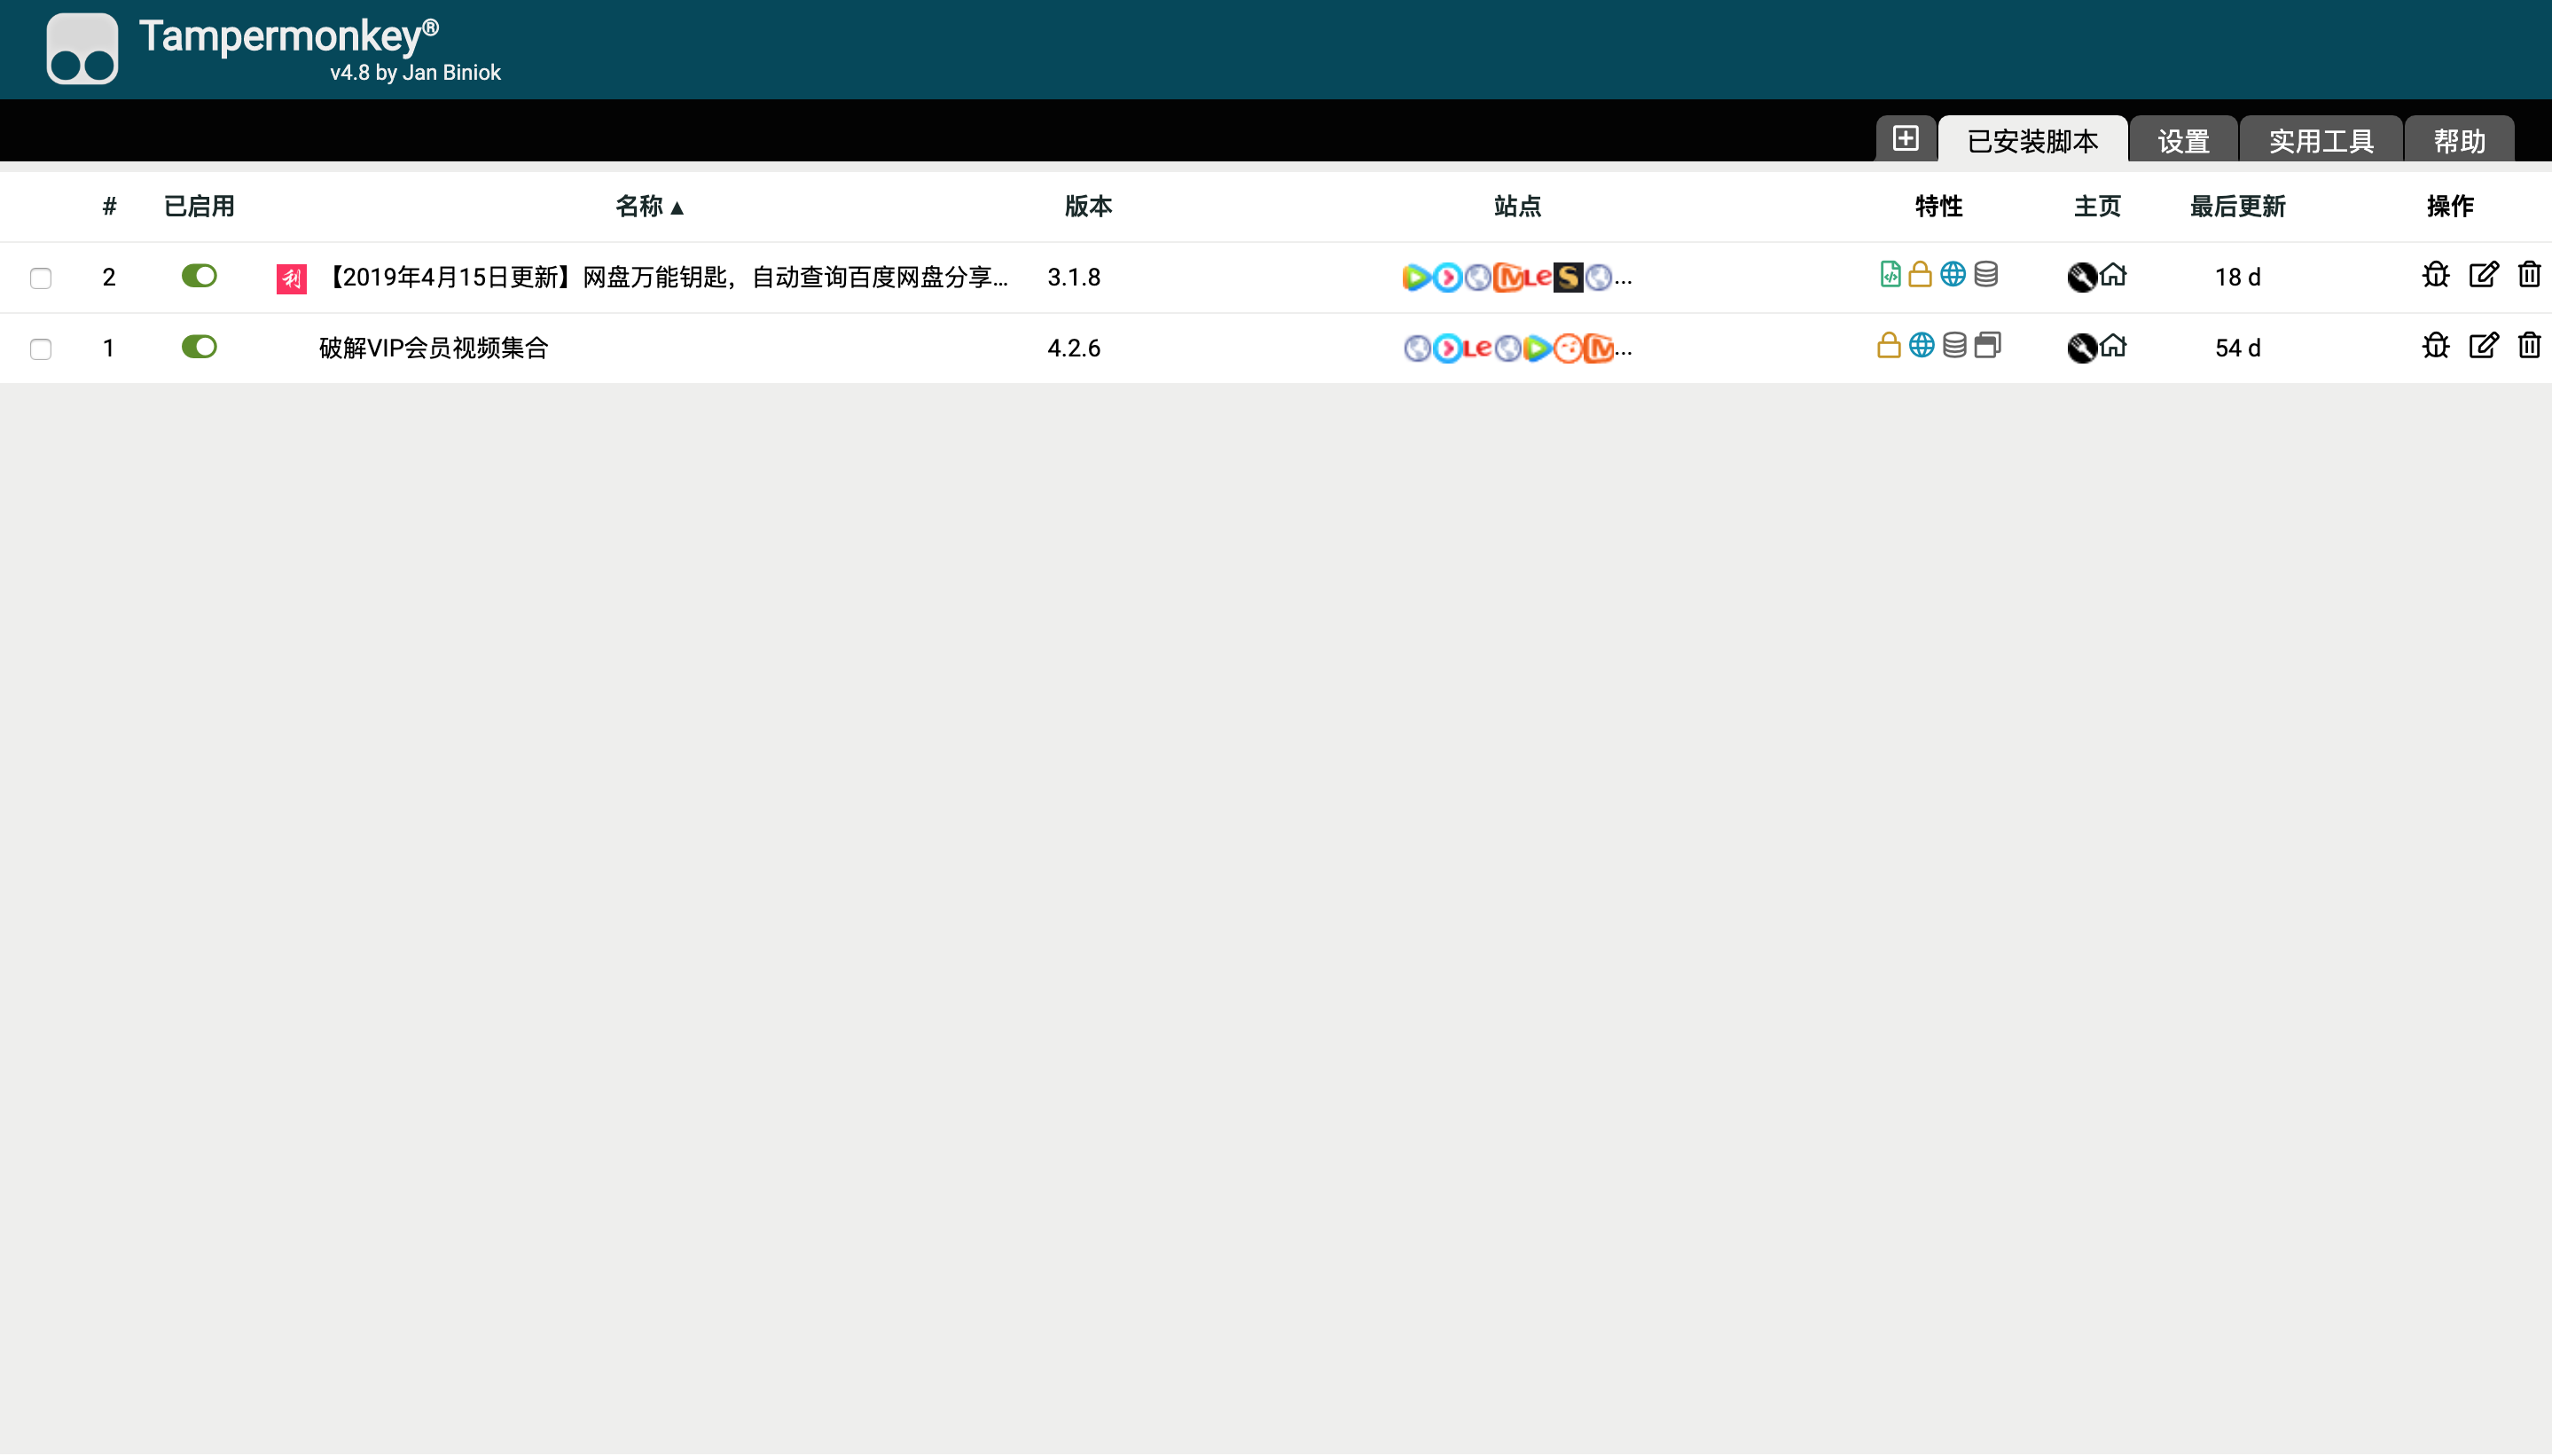 Tampermonkey®
v4.8 by Jan Biniok
已安装脚本 设置 实用工具 帮助
# 已启用 名称 ▲ 版本 站点 特性 主页 最后更新 操作
2 利 【2019年4月15日更新】网盘万能钥匙，自动查询百度网盘分享... 3.1.8 Le S ... 18 d
1 破解VIP会员视频集合 4.2.6 Le ... 54 d